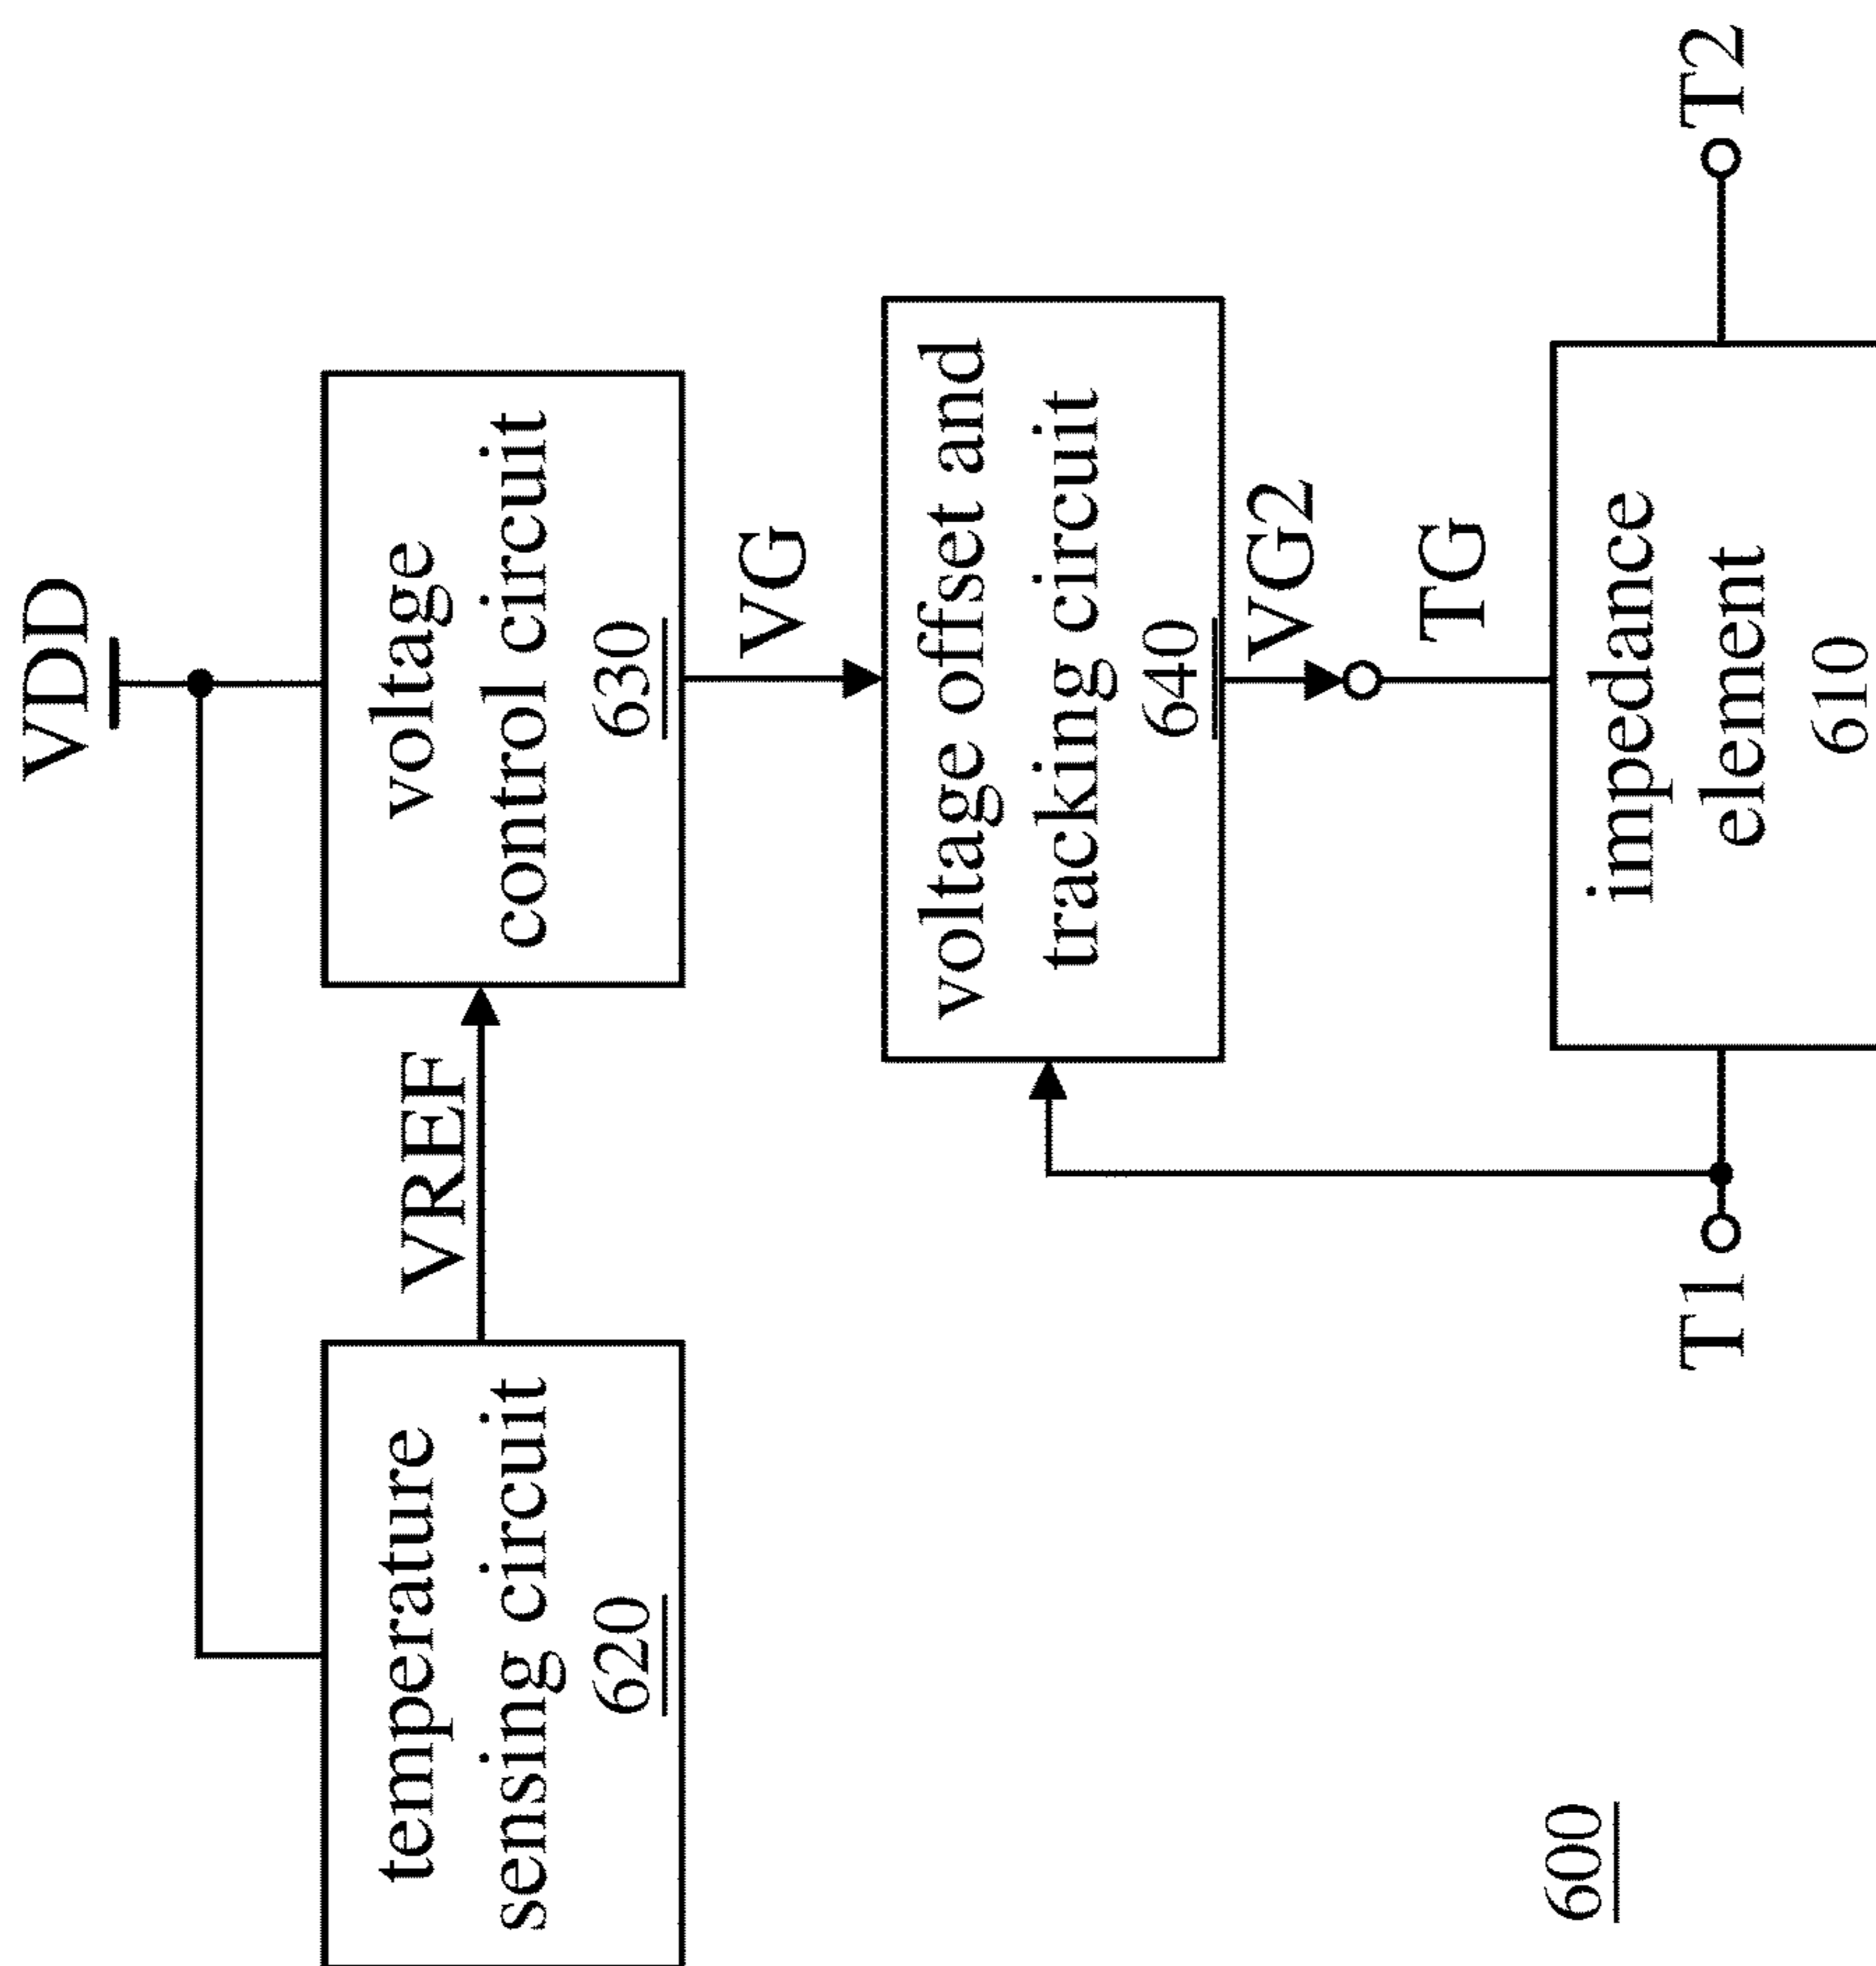 VDD
temperature
sensing circuit
620
VREF
voltage
control circuit
630
VG
voltage offset and
tracking circuit
640
VG2
TG
impedance
element
610
T1
T2
600